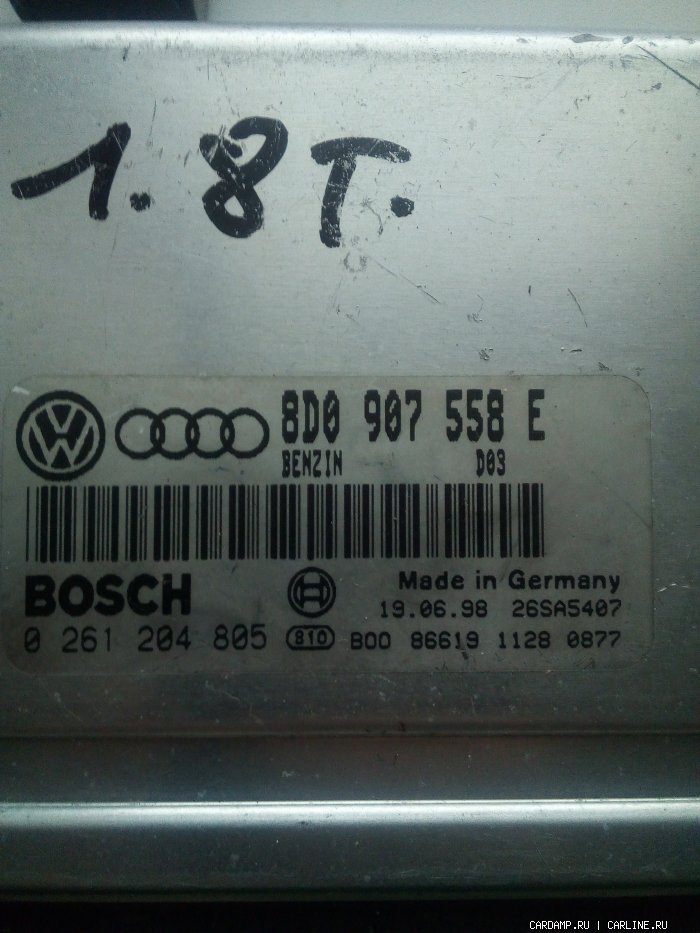 1.8T.
8D0 907 558 E
BENZIN D03
BOSCH Made in Germany
19.06.98 26SA5407
0 261 204 805 810 B00 86619 1128 0877
CARDAMP.RU | CARLINE.RU